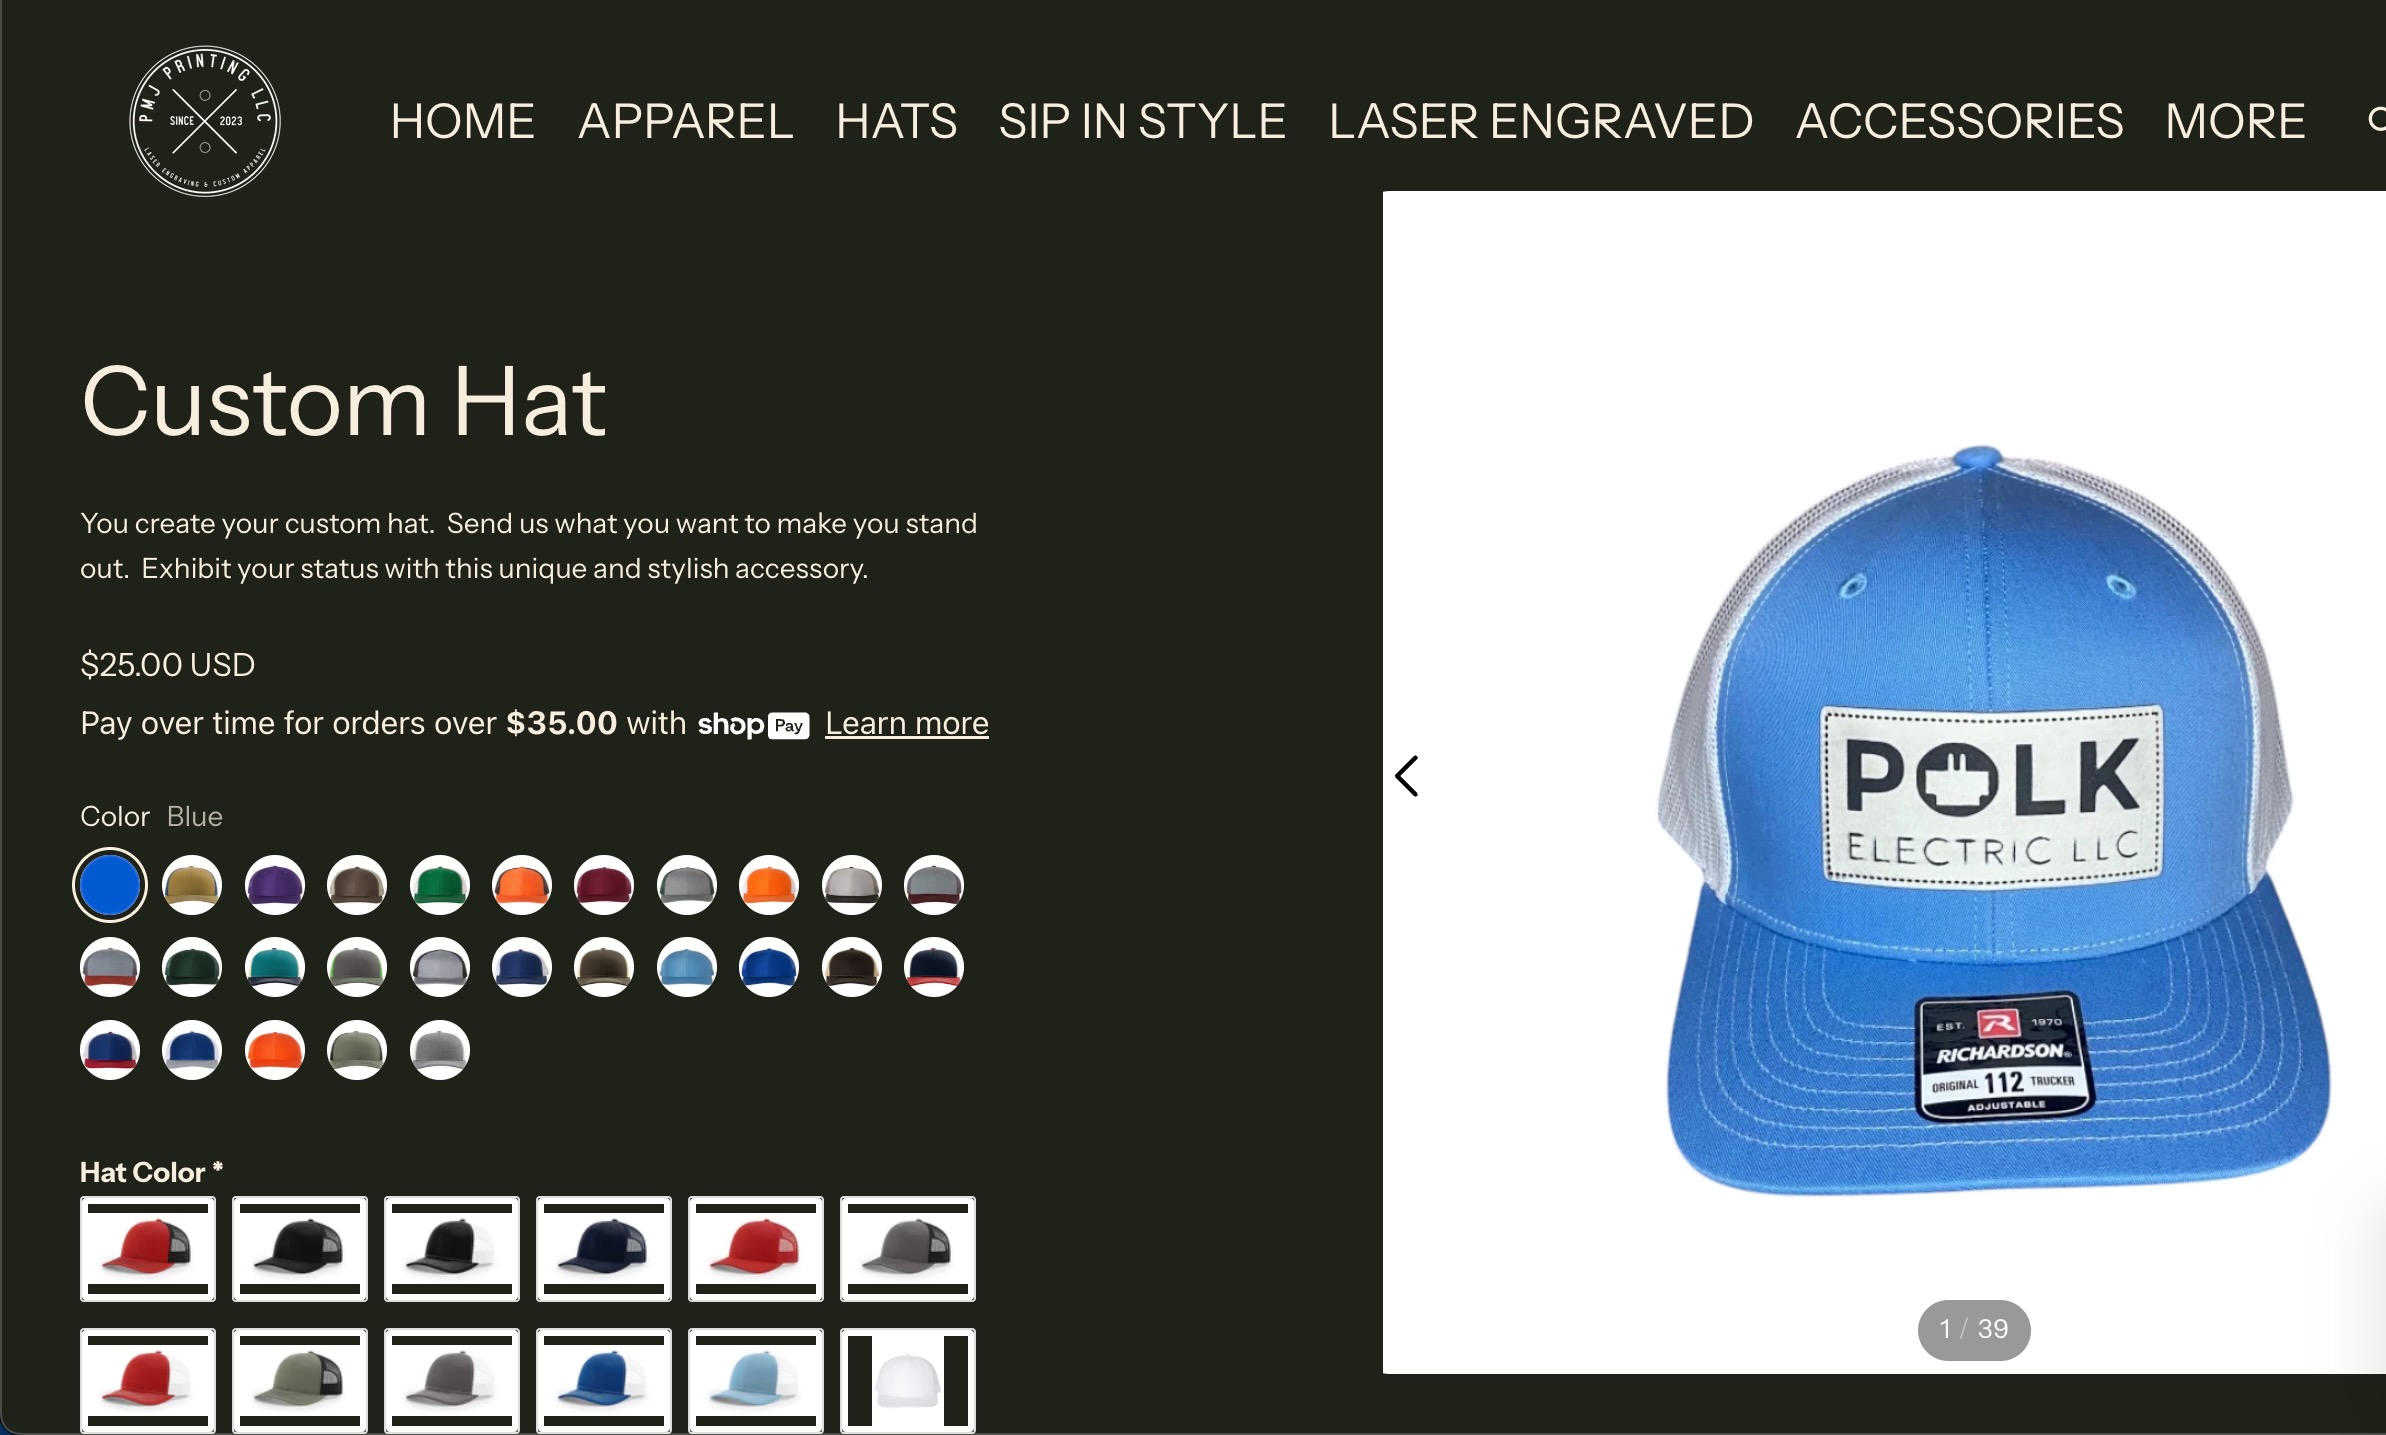 PMJ PRINTING LLC
SINCE 2023
LASER ENGRAVING & CUSTOM APPAREL
HOME APPAREL HATS SIP IN STYLE LASER ENGRAVED ACCESSORIES MORE
Custom Hat
You create your custom hat. Send us what you want to make you stand
out. Exhibit your status with this unique and stylish accessory.
$25.00 USD
Pay over time for orders over $35.00 with shop Pay Learn more
Color Blue
Hat Color *
POLK
ELECTRIC LLC
EST. R 1970
RICHARDSON®
ORIGINAL 112 TRUCKER
ADJUSTABLE
1 / 39